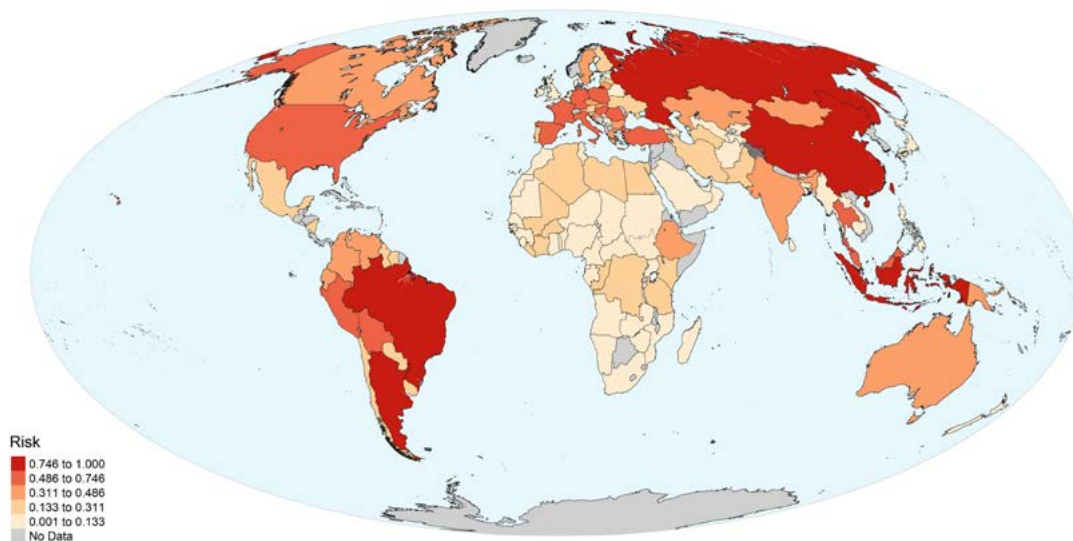 Risk
0.746 to 1.000
0.486 to 0.746
0.311 to 0.486
0.133 to 0.311
0.001 to 0.133
No Data